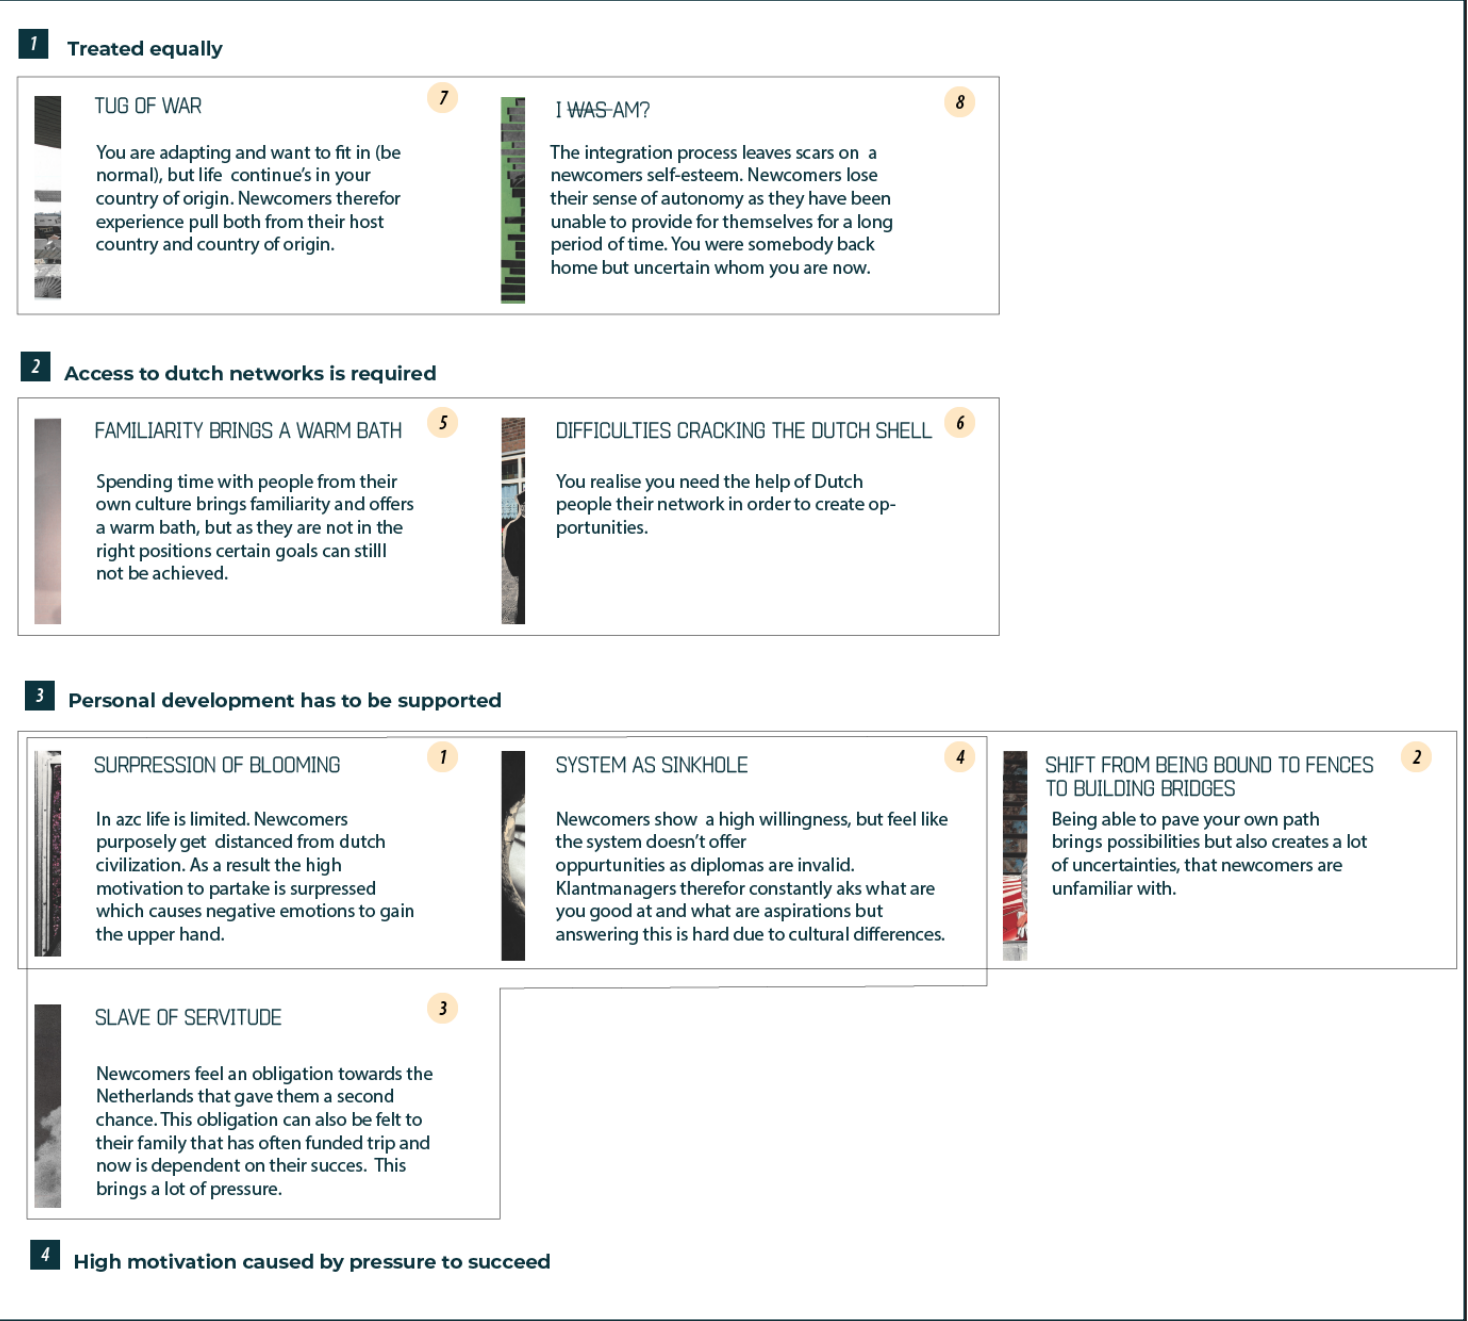 1 Treated equally
TUG OF WAR 7
You are adapting and want to fit in (be
normal), but life continue's in your
country of origin. Newcomers therefor
experience pull both from their host
country and country of origin.
I WAS AM? 8
The integration process leaves scars on a
newcomers self-esteem. Newcomers lose
their sense of autonomy as they have been
unable to provide for themselves for a long
period of time. You were somebody back
home but uncertain whom you are now.
2 Access to dutch networks is required
FAMILIARITY BRINGS A WARM BATH 5
Spending time with people from their
own culture brings familiarity and offers
a warm bath, but as they are not in the
right positions certain goals can stilll
not be achieved.
DIFFICULTIES CRACKING THE DUTCH SHELL 6
You realise you need the help of Dutch
people their network in order to create op-
portunities.
3 Personal development has to be supported
SURPRESSION OF BLOOMING 1
In azc life is limited. Newcomers
purposely get distanced from dutch
civilization. As a result the high
motivation to partake is surpressed
which causes negative emotions to gain
the upper hand.
SYSTEM AS SINKHOLE 4
Newcomers show a high willingness, but feel like
the system doesn't offer
oppurtunities as diplomas are invalid.
Klantmanagers therefor constantly aks what are
you good at and what are aspirations but
answering this is hard due to cultural differences.
SHIFT FROM BEING BOUND TO FENCES 2
TO BUILDING BRIDGES
Being able to pave your own path
brings possibilities but also creates a lot
of uncertainties, that newcomers are
unfamiliar with.
SLAVE OF SERVITUDE 3
Newcomers feel an obligation towards the
Netherlands that gave them a second
chance. This obligation can also be felt to
their family that has often funded trip and
now is dependent on their succes. This
brings a lot of pressure.
4 High motivation caused by pressure to succeed